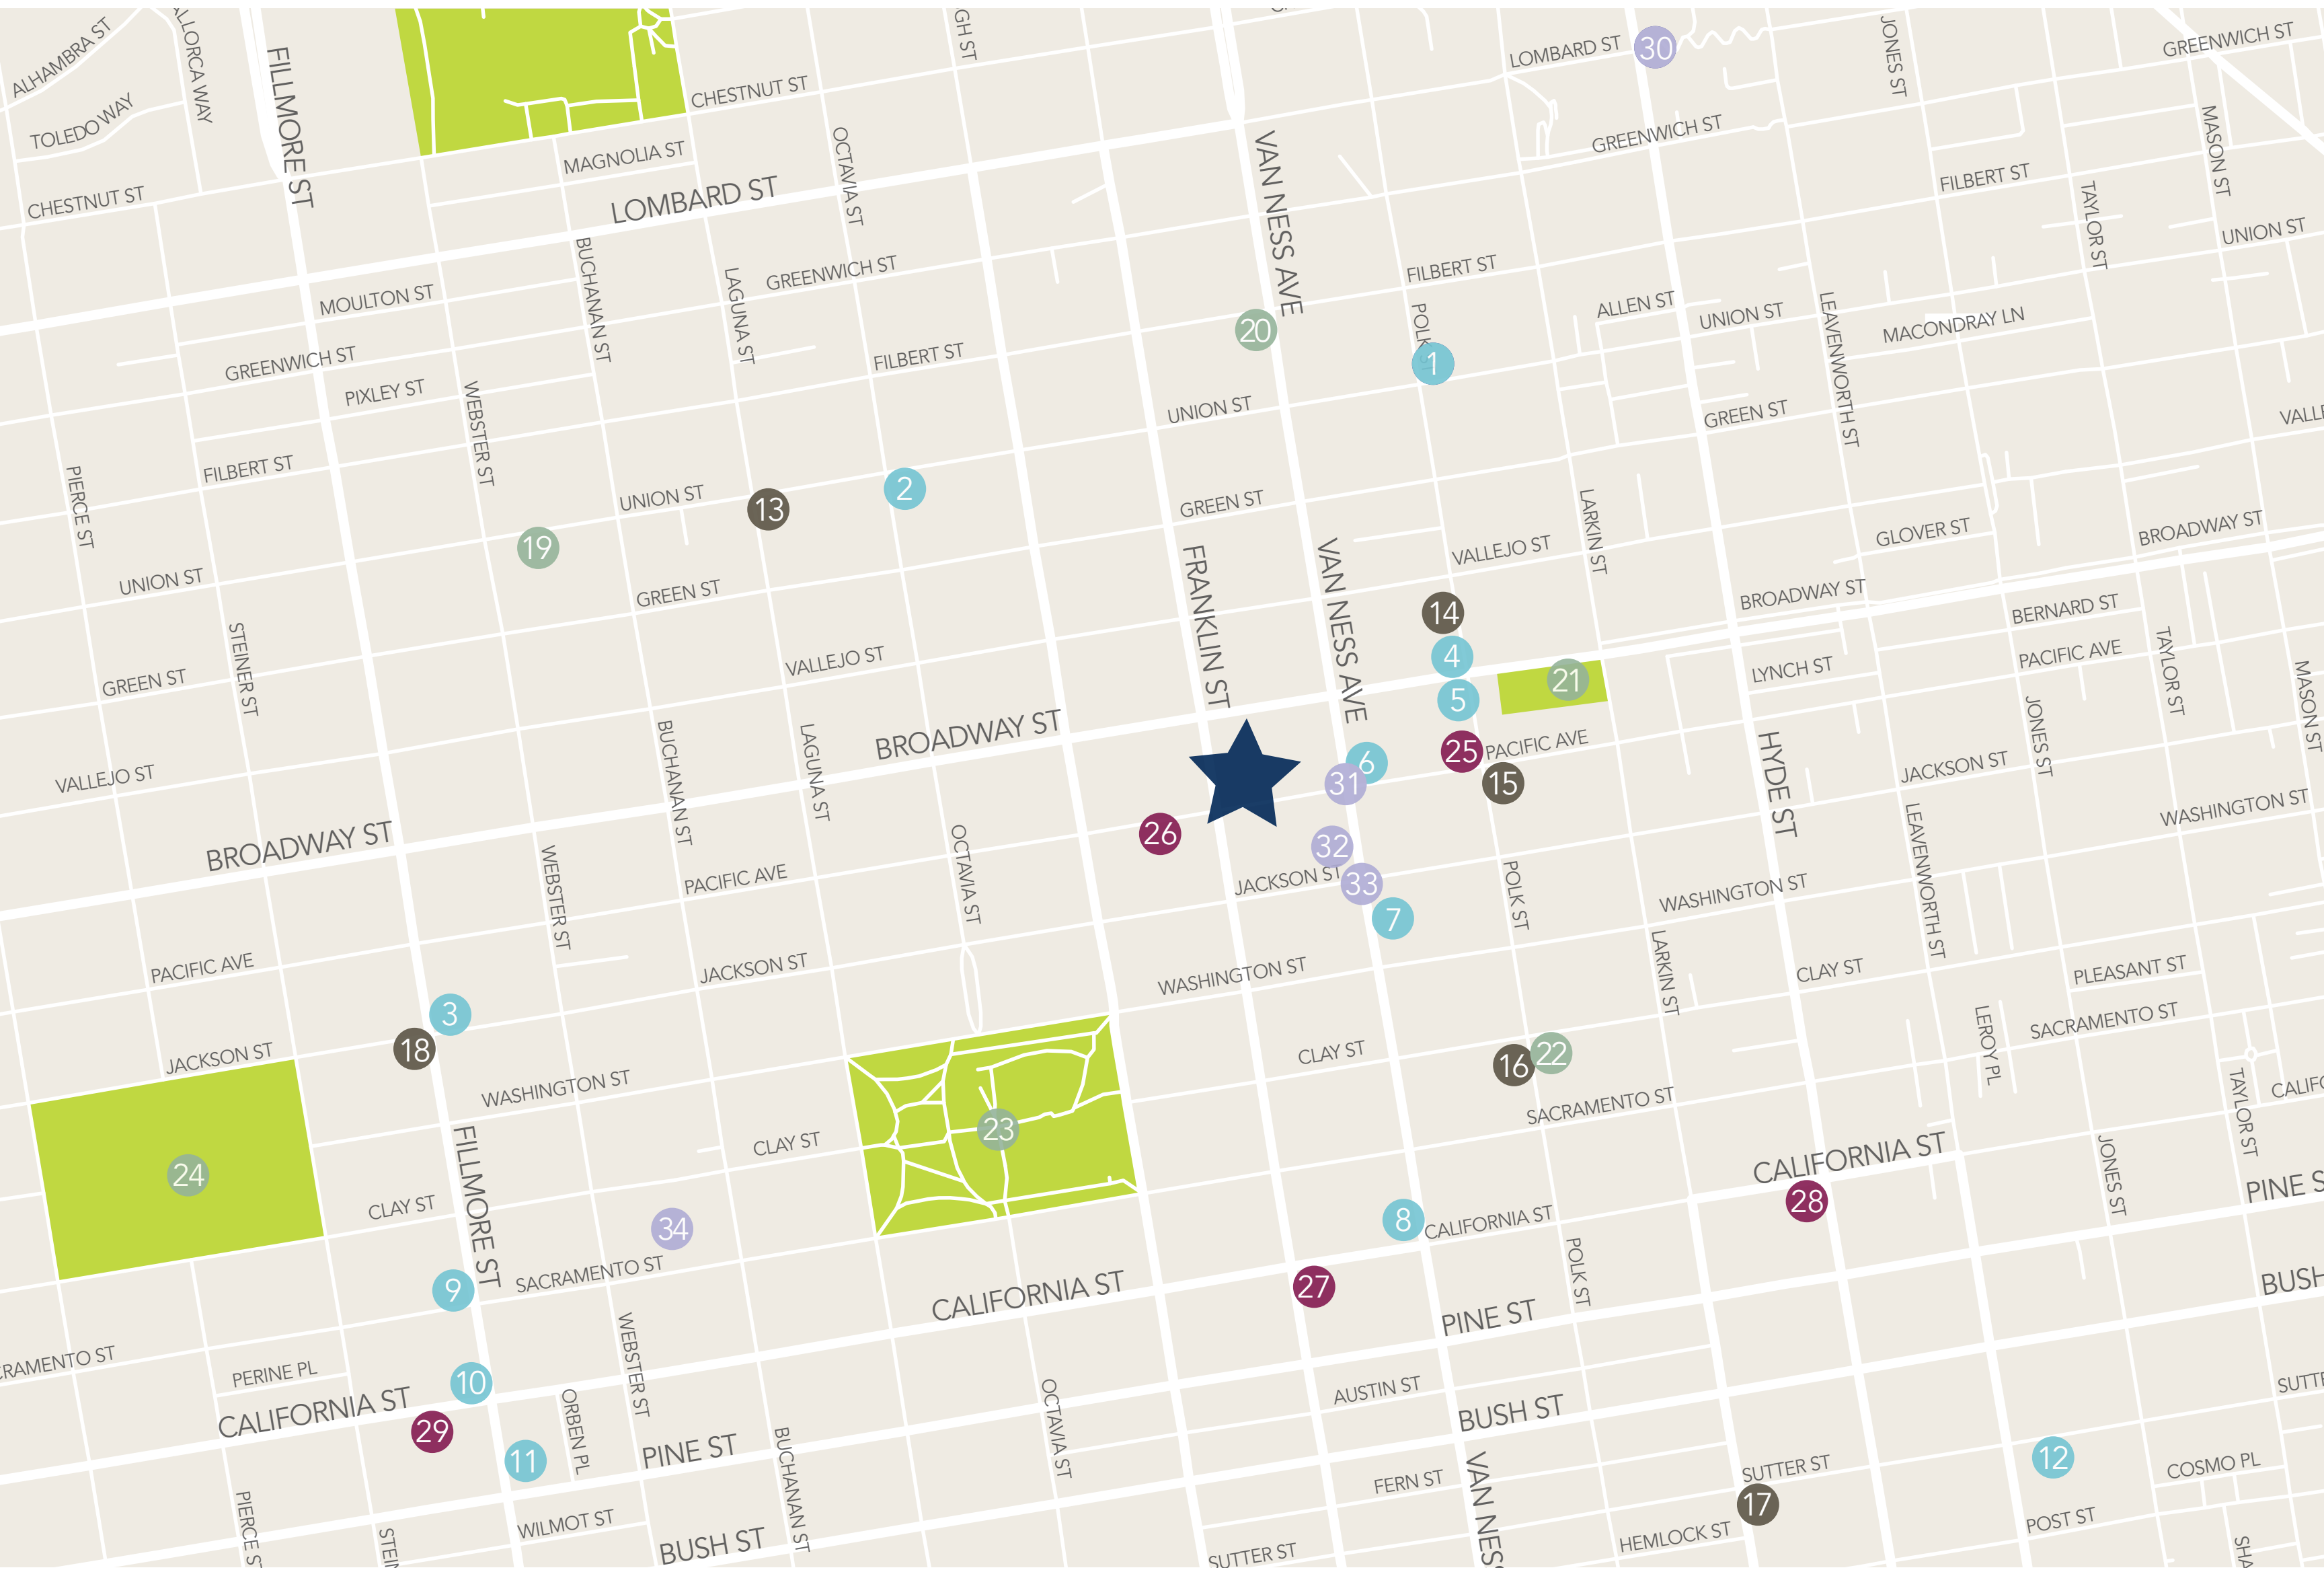 ALHAMBRA ST
TOLEDO WAY
FILLMORE ST
CHESTNUT ST
CHESTNUT ST
MAGNOLIA ST
LOMBARD ST
OCTAVIA ST
VAN NESS AVE
LOMBARD ST
30
JONES ST
GREENWICH ST
GREENWICH ST
MASON ST
FILBERT ST
TAYLOR ST
UNION ST
MOULTON ST
BUCHANAN ST
LAGUNA ST
GREENWICH ST
FILBERT ST
GREENWICH ST
PIXLEY ST
FILBERT ST
20
POLK
1
ALLEN ST
UNION ST
LEAVENWORTH ST
MACONDRAY LN
WEBSTER ST
FILBERT ST
UNION ST
GREEN ST
PIERCE ST
UNION ST
13
2
GREEN ST
LARKIN ST
19
UNION ST
GREEN ST
FRANKLIN ST
VAN NESS AVE
VALLEJO ST
GLOVER ST
BROADWAY ST
STEINER ST
GREEN ST
VALLEJO ST
14
4
5
21
BROADWAY ST
BERNARD ST
LYNCH ST
PACIFIC AVE
TAYLOR ST
MASON ST
VALLEJO ST
BUCHANAN ST
LAGUNA ST
BROADWAY ST
6
31
25
PACIFIC AVE
15
HYDE ST
JONES ST
JACKSON ST
WASHINGTON ST
BROADWAY ST
WEBSTER ST
PACIFIC AVE
OCTAVIA ST
26
32
JACKSON ST
33
7
POLK ST
WASHINGTON ST
LEAVENWORTH ST
PACIFIC AVE
JACKSON ST
WASHINGTON ST
LARKIN ST
CLAY ST
PLEASANT ST
3
18
JACKSON ST
WASHINGTON ST
CLAY ST
16
22
LEROY PL
SACRAMENTO ST
TAYLOR ST
24
CLAY ST
FILLMORE ST
CLAY ST
23
SACRAMENTO ST
CALIFORNIA ST
28
JONES ST
34
8
CALIFORNIA ST
POLK ST
9
SACRAMENTO ST
CALIFORNIA ST
27
PINE ST
PERINE PL
10
WEBSTER ST
CALIFORNIA ST
29
11
ORBEN PL
PINE ST
BUCHANAN ST
OCTAVIA ST
AUSTIN ST
BUSH ST
FERN ST
SUTTER ST
12
COSMO PL
17
WILMOT ST
BUSH ST
SUTTER ST
HEMLOCK ST
POST ST